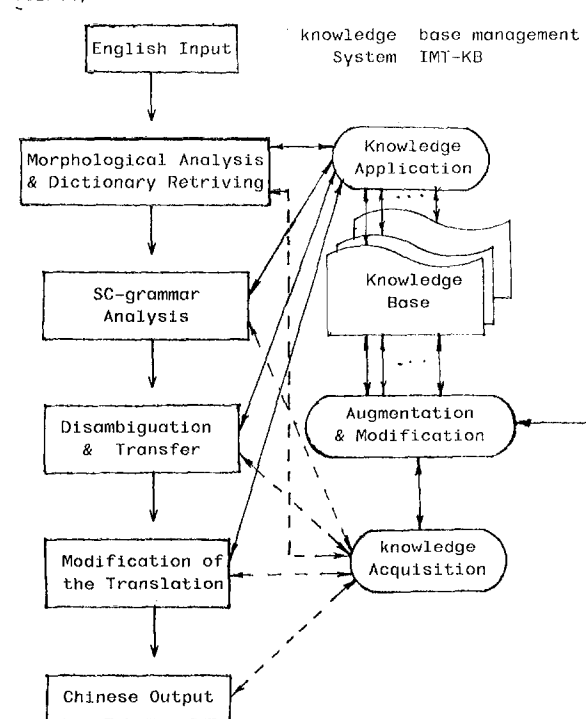 English Input
knowledge base management
System IMT-KB
Morphological Analysis
& Dictionary Retriving
Knowledge
Application
....
SC-grammar
Analysis
Knowledge
Base
....
Disambiguation
& Transfer
Augmentation
& Modification
Modification of
the Translation
knowledge
Acquisition
Chinese Output